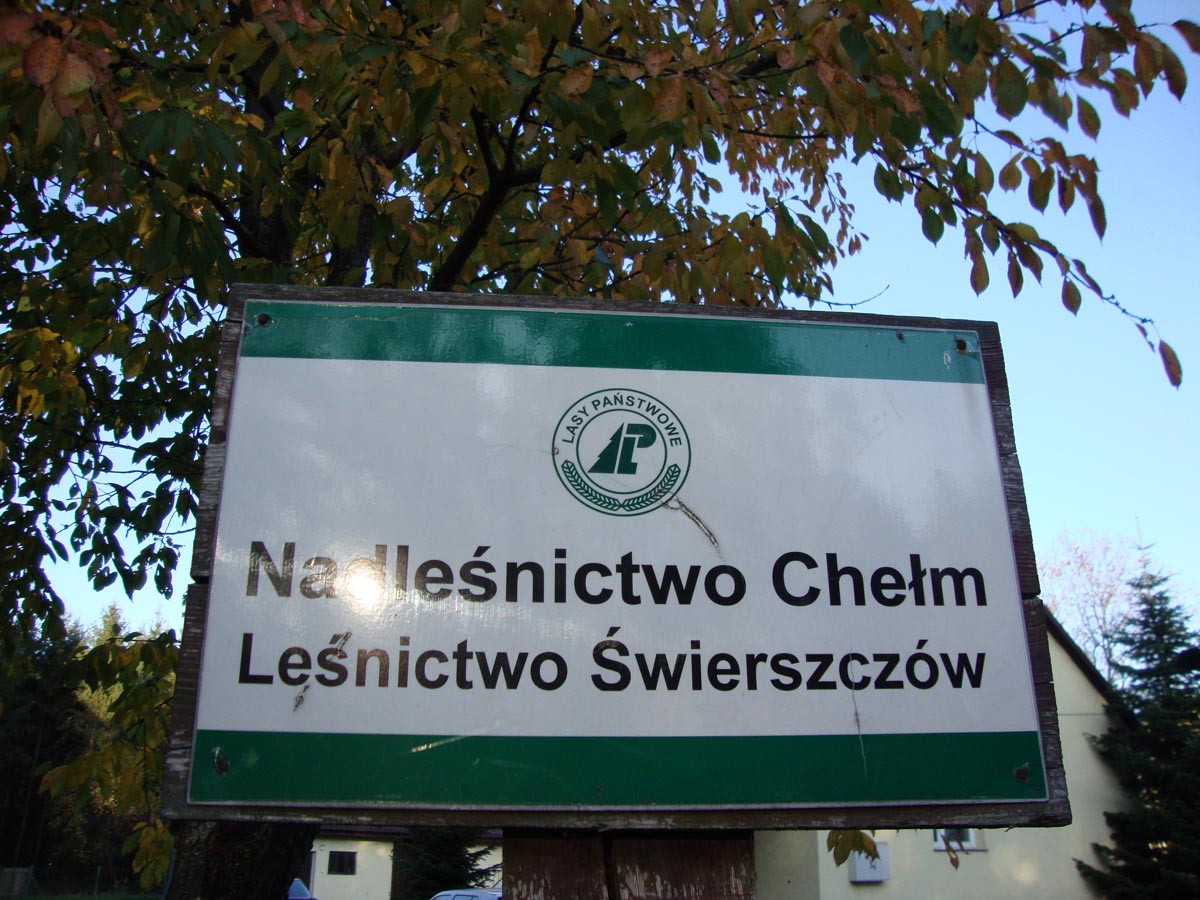 LASY PAŃSTWOWE
LP
Nadleśnictwo Chełm
Leśnictwo Świerszczów